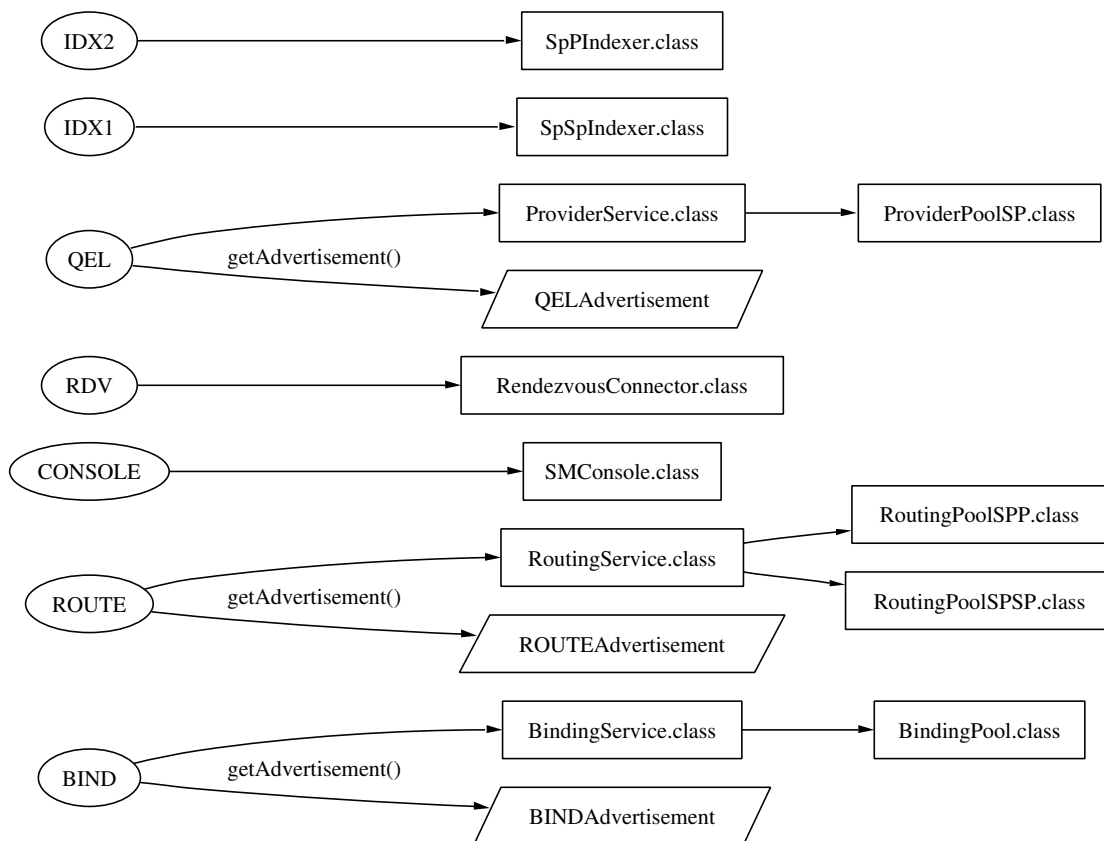 IDX2
SpPIndexer.class
IDX1
SpSpIndexer.class
QEL
ProviderService.class
ProviderPoolSP.class
getAdvertisement()
QELAdvertisement
RDV
RendezvousConnector.class
CONSOLE
SMConsole.class
ROUTE
RoutingService.class
RoutingPoolSPP.class
RoutingPoolSPSP.class
getAdvertisement()
ROUTEAdvertisement
BIND
BindingService.class
BindingPool.class
getAdvertisement()
BINDAdvertisement